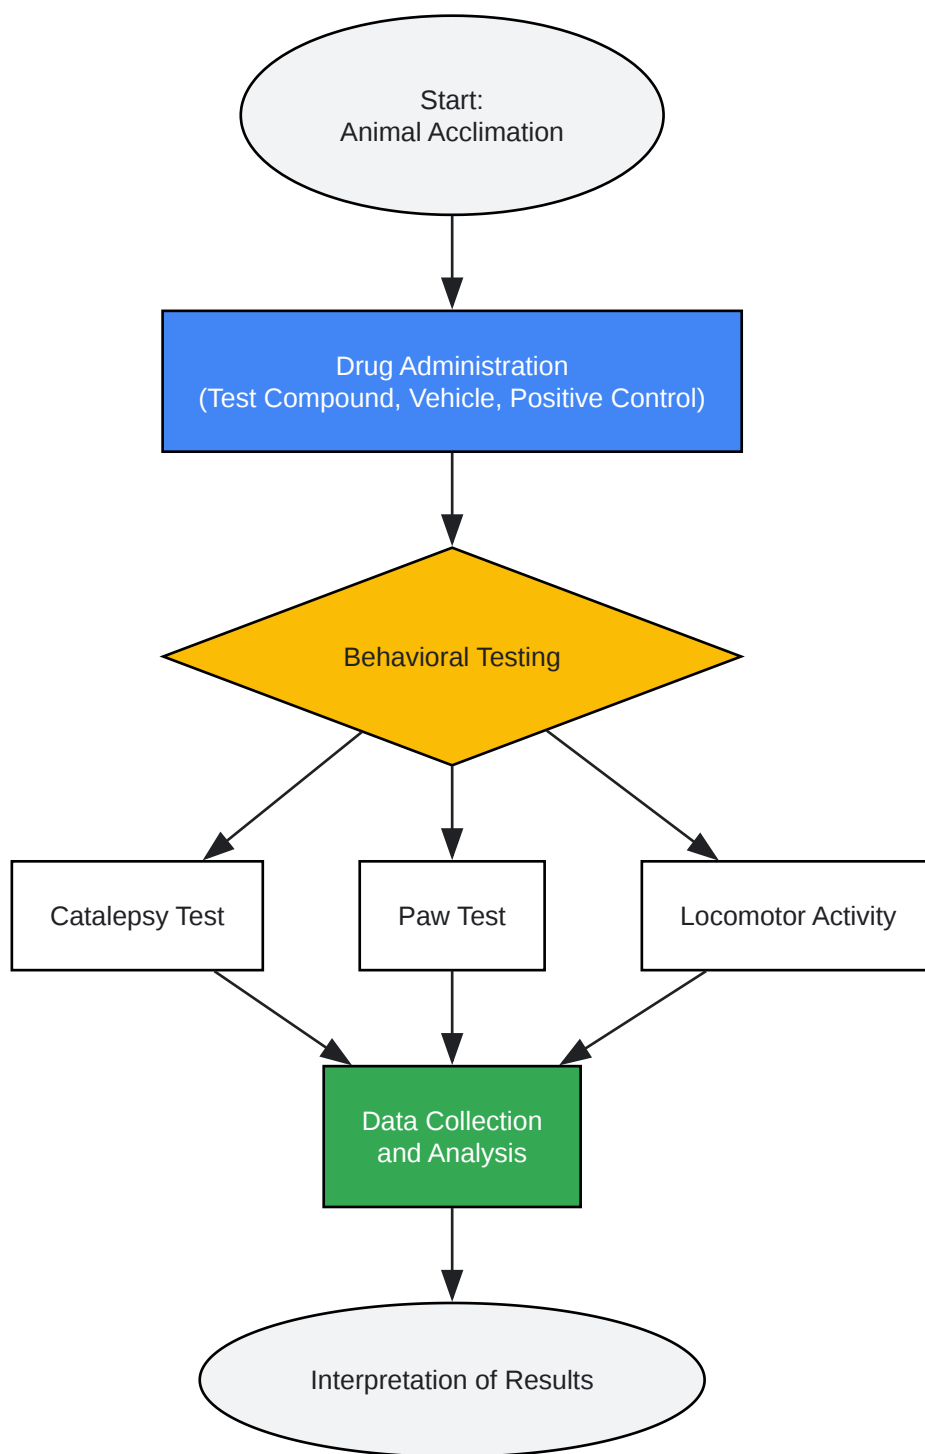 Start:
Animal Acclimation
Drug Administration
(Test Compound, Vehicle, Positive Control)
Behavioral Testing
Catalepsy Test
Paw Test
Locomotor Activity
Data Collection
and Analysis
Interpretation of Results